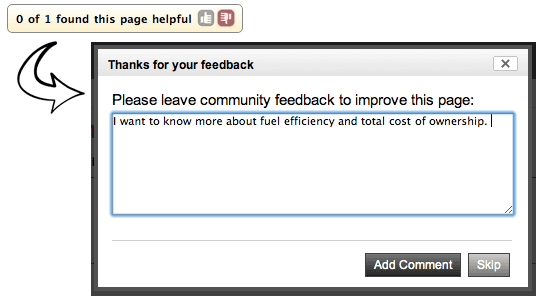 0 of 1 found this page helpful
Thanks for your feedback
Please leave community feedback to improve this page:
I want to know more about fuel efficiency and total cost of ownership.
Add Comment
Skip